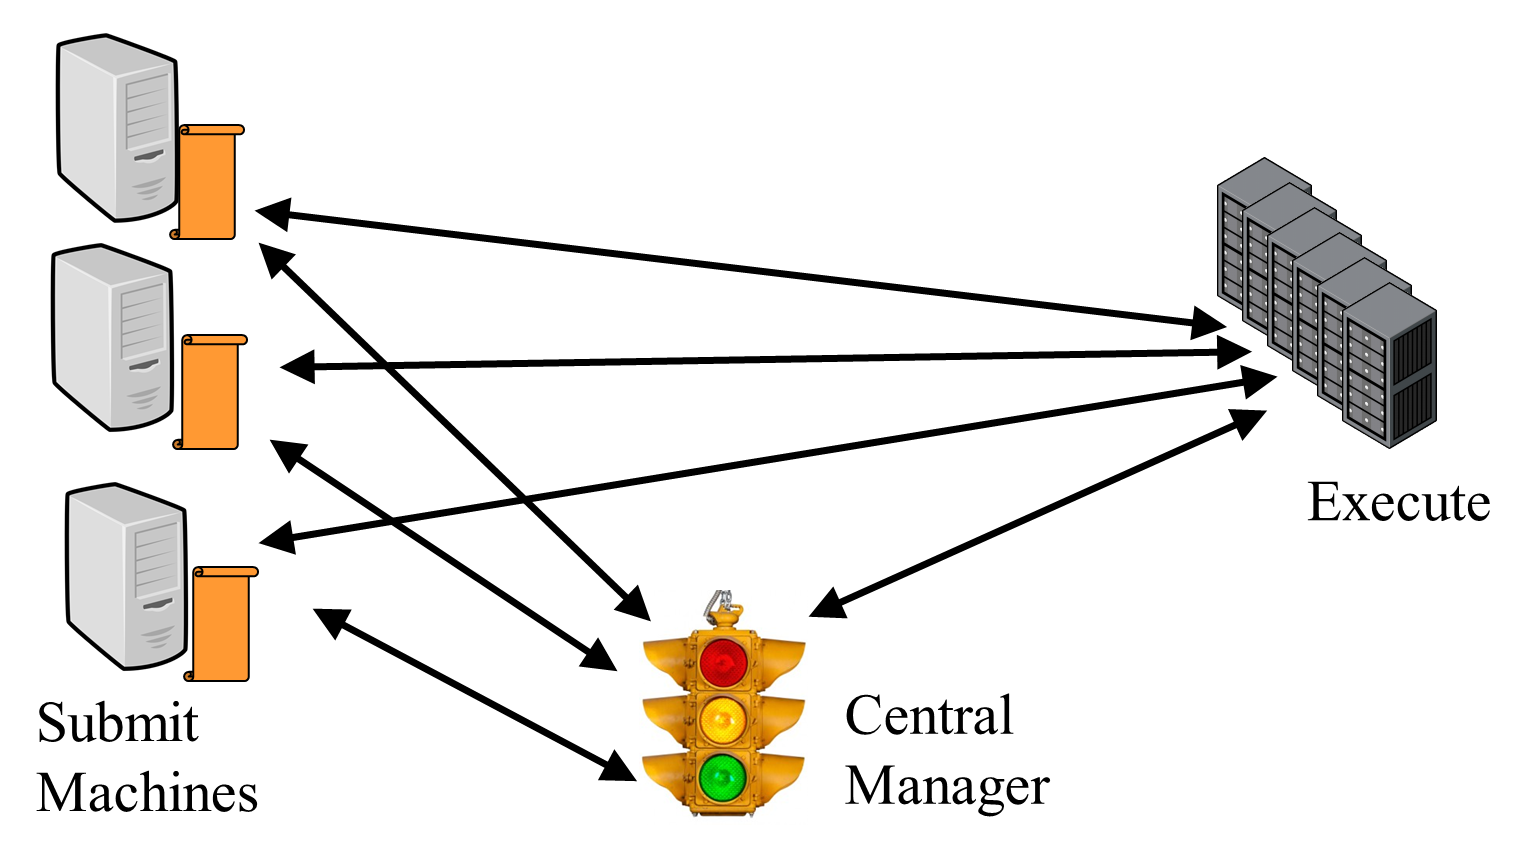 Submit
Machines
Central
Manager
Execute